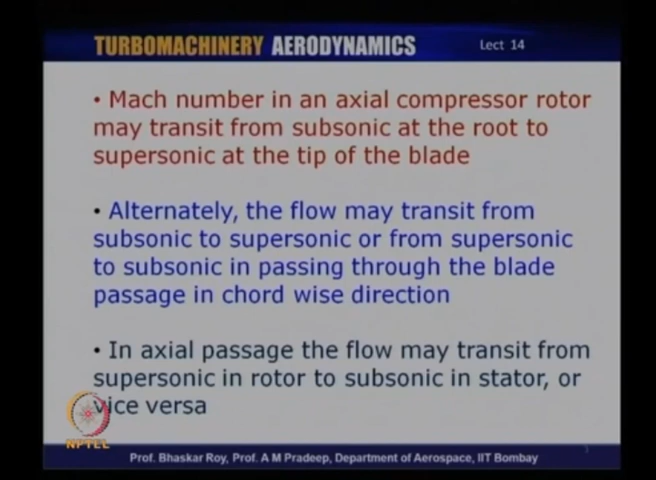 TURBOMACHINERY AERODYNAMICS
Lect 14
• Mach number in an axial compressor rotor
may transit from subsonic at the root to
supersonic at the tip of the blade
• Alternately, the flow may transit from
subsonic to supersonic or from supersonic
to subsonic in passing through the blade
passage in chord wise direction
• In axial passage the flow may transit from
supersonic in rotor to subsonic in stator, or
vice versa
NPTEL
Prof. Bhaskar Roy, Prof. A M Pradeep, Department of Aerospace, IIT Bombay